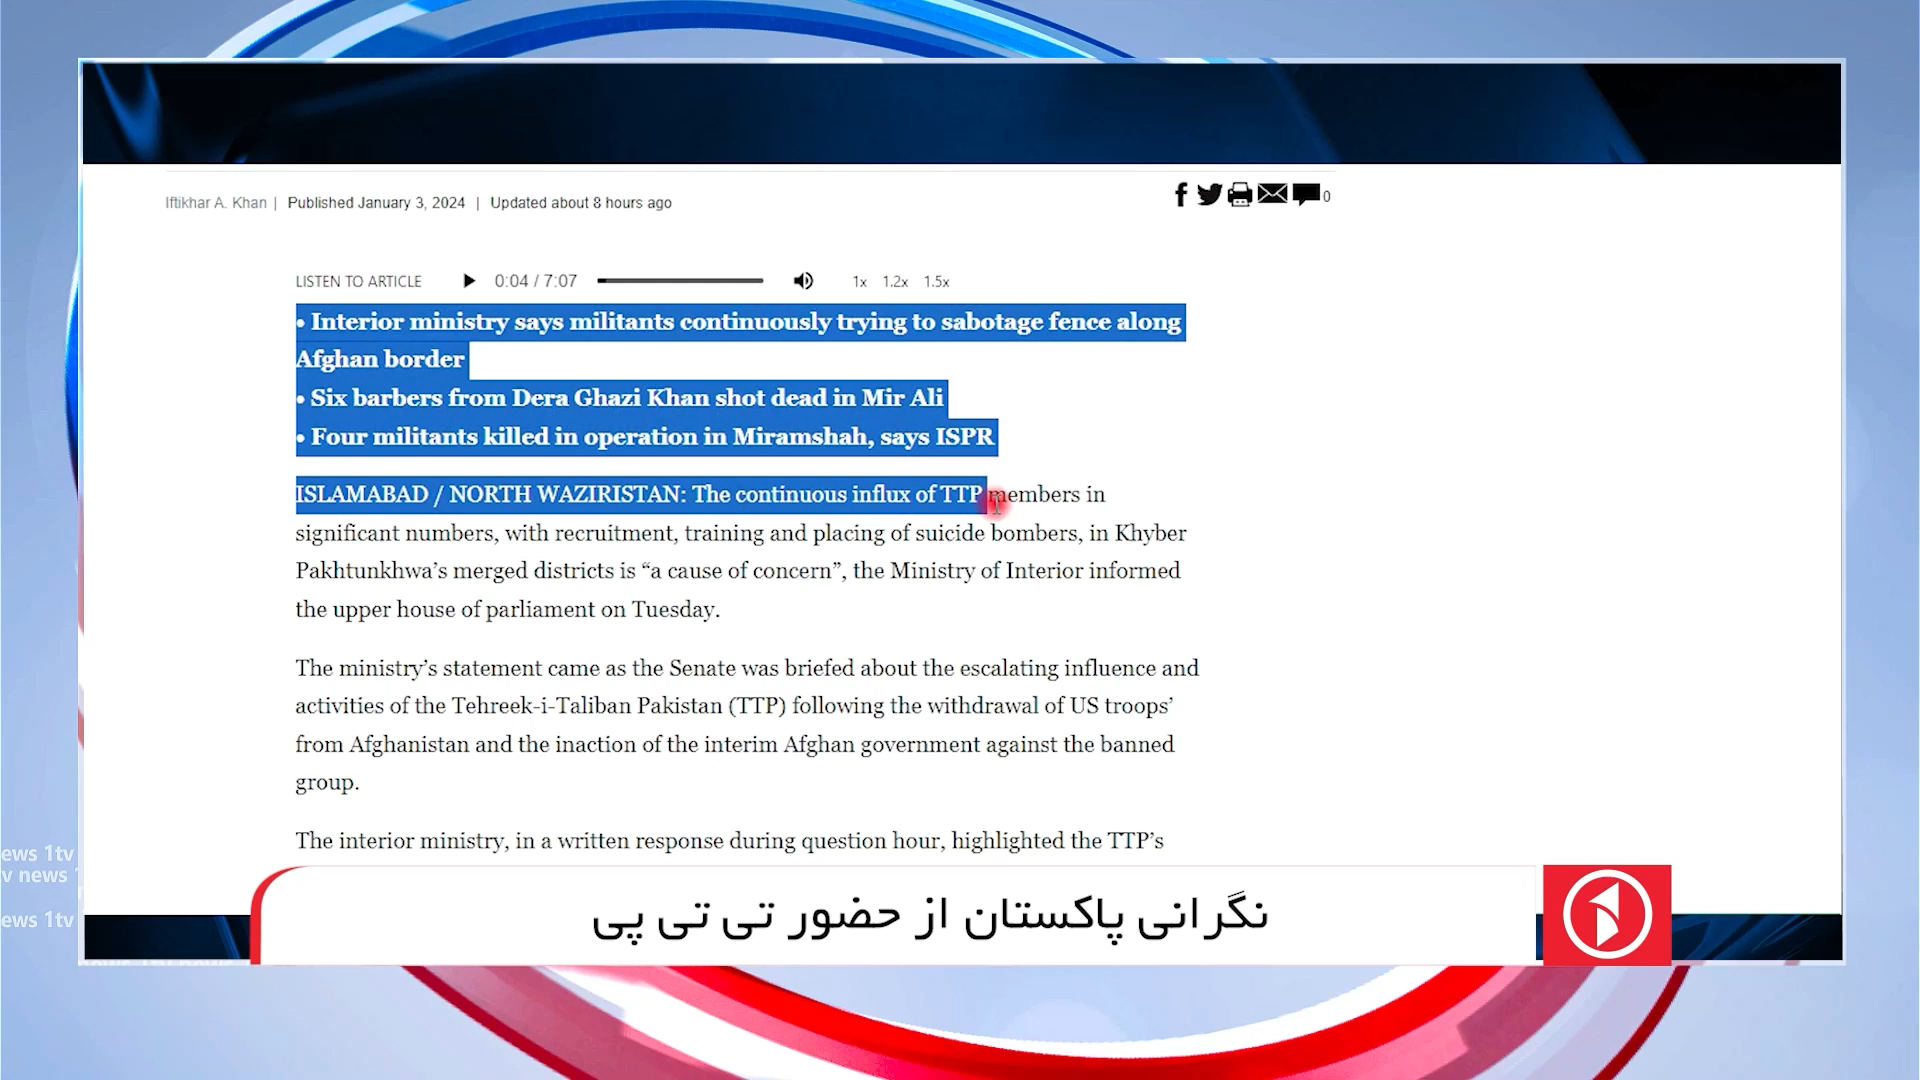 Iftikhar A. Khan | Published January 3, 2024 | Updated about 8 hours ago
0
LISTEN TO ARTICLE 0:04 / 7:07 1x 1.2x 1.5x
• Interior ministry says militants continuously trying to sabotage fence along
Afghan border
• Six barbers from Dera Ghazi Khan shot dead in Mir Ali
• Four militants killed in operation in Miramshah, says ISPR
ISLAMABAD / NORTH WAZIRISTAN: The continuous influx of TTP members in
significant numbers, with recruitment, training and placing of suicide bombers, in Khyber
Pakhtunkhwa’s merged districts is “a cause of concern”, the Ministry of Interior informed
the upper house of parliament on Tuesday.
The ministry’s statement came as the Senate was briefed about the escalating influence and
activities of the Tehreek-i-Taliban Pakistan (TTP) following the withdrawal of US troops’
from Afghanistan and the inaction of the interim Afghan government against the banned
group.
The interior ministry, in a written response during question hour, highlighted the TTP’s
ews 1tv
v news
ews 1tv
نگرانی پاکستان از حضور تی تی پی